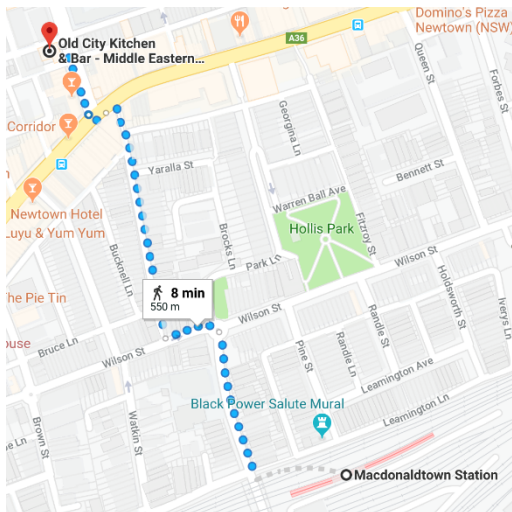 Domino's Pizza
Newtown (NSW)
Old City Kitchen
& Bar - Middle Eastern...
A36
Queen St
Forbes St
Corridor
Georgina Ln
Yaralla St
Bennett St
Warren Ball Ave
Newtown Hotel
Luyu & Yum Yum
Hollis Park
Fitzroy St
Brocks Ln
Bucknell Ln
Park Ln
Wilson St
The Pie Tin
8 min
550 m
Holdsworth St
Iverys Ln
Wilson St
Randle St
Randle Ln
Pine St
Bruce Ln
Wilson St
Leamington Ave
Black Power Salute Mural
Leamington Ln
Watkin St
Brown St
Macdonaldtown Station